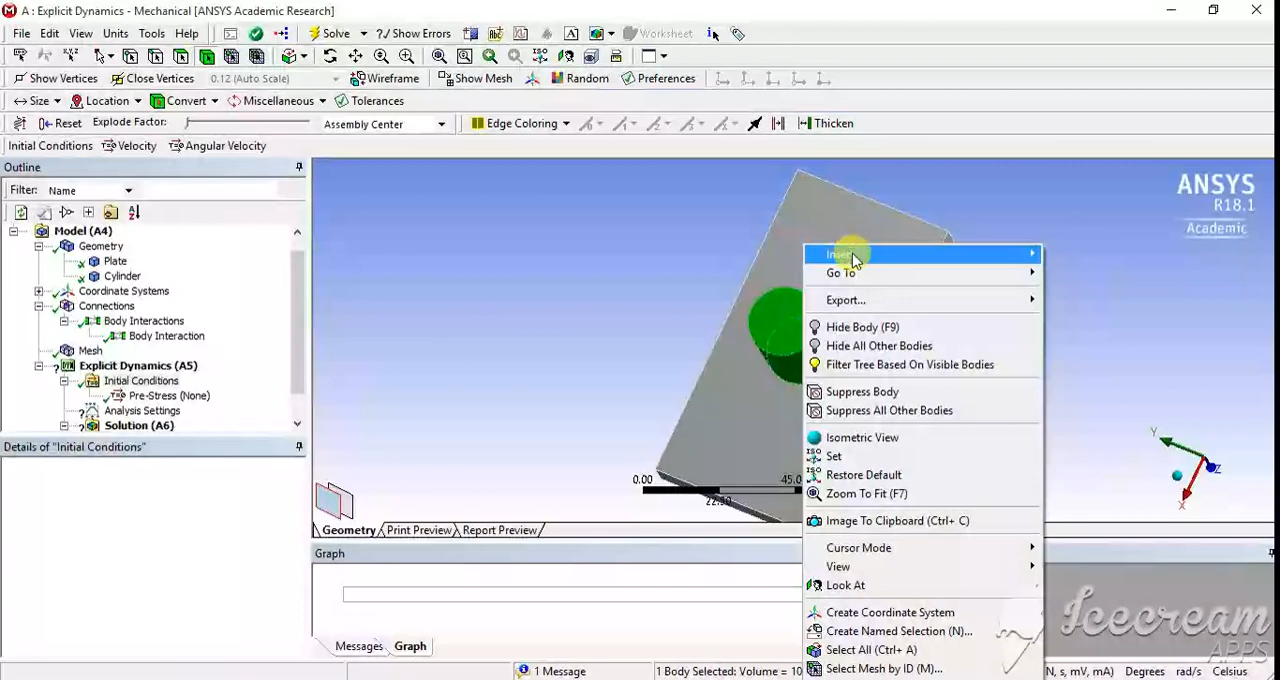 A : Explicit Dynamics - Mechanical [ANSYS Academic Research]
File Edit View Units Tools Help Solve ?/ Show Errors Worksheet
Show Vertices Close Vertices 0.12 (Auto Scale) Wireframe Show Mesh Random Preferences
Size Location Convert Miscellaneous Tolerances
Reset Explode Factor: Assembly Center Edge Coloring Thicken
Initial Conditions Velocity Angular Velocity
Outline
Filter: Name
Model (A4)
Geometry
Plate
Cylinder
Coordinate Systems
Connections
Body Interactions
Body Interaction
Mesh
Explicit Dynamics (A5)
Initial Conditions
Pre-Stress (None)
Analysis Settings
Solution (A6)
Details of "Initial Conditions"
ANSYS
R18.1
Academic
Insert
Go To
Export...
Hide Body (F9)
Hide All Other Bodies
Filter Tree Based On Visible Bodies
Suppress Body
Suppress All Other Bodies
Isometric View
Set
Restore Default
Zoom To Fit (F7)
Image To Clipboard (Ctrl+ C)
Cursor Mode
View
Look At
Create Coordinate System
Create Named Selection (N)...
Select All (Ctrl+ A)
Select Mesh by ID (M)...
0.00 45.0
22.50
Y
Z
X
Geometry Print Preview Report Preview
Graph
Messages Graph
Icecream
APPS
1 Message 1 Body Selected: Volume = 10 N, s, mV, mA) Degrees rad/s Celsius